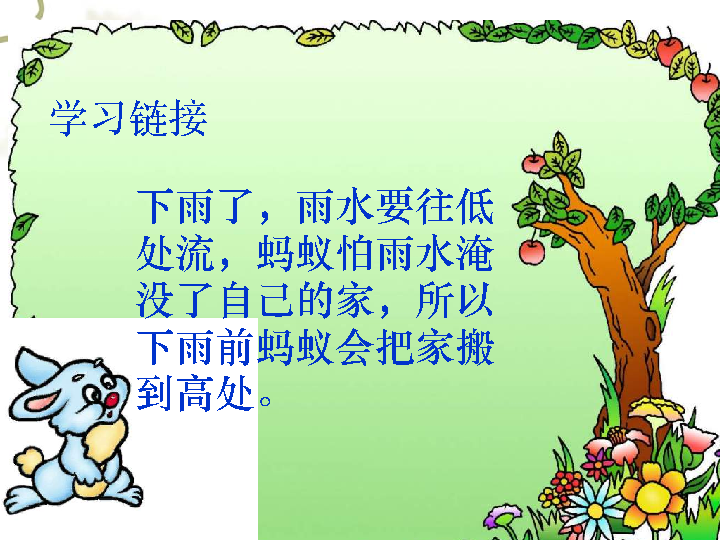 学习链接
下雨了，雨水要往低
处流，蚂蚁怕雨水淹
没了自己的家，所以
下雨前蚂蚁会把家搬
到高处。